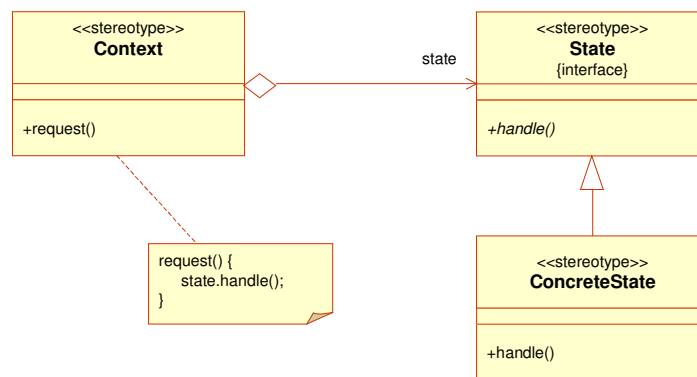 <<stereotype>>
Context
+request()
state
<<stereotype>>
State
{interface}
+handle()
request() {
state.handle();
}
<<stereotype>>
ConcreteState
+handle()